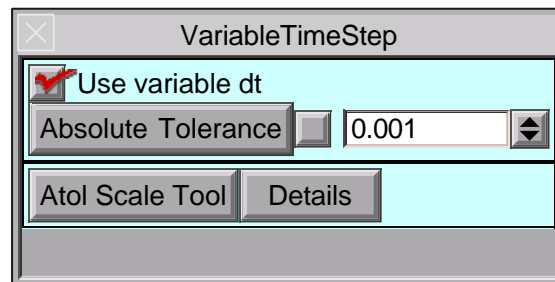 VariableTimeStep
Use variable dt
Absolute Tolerance 0.001
Atol Scale Tool Details